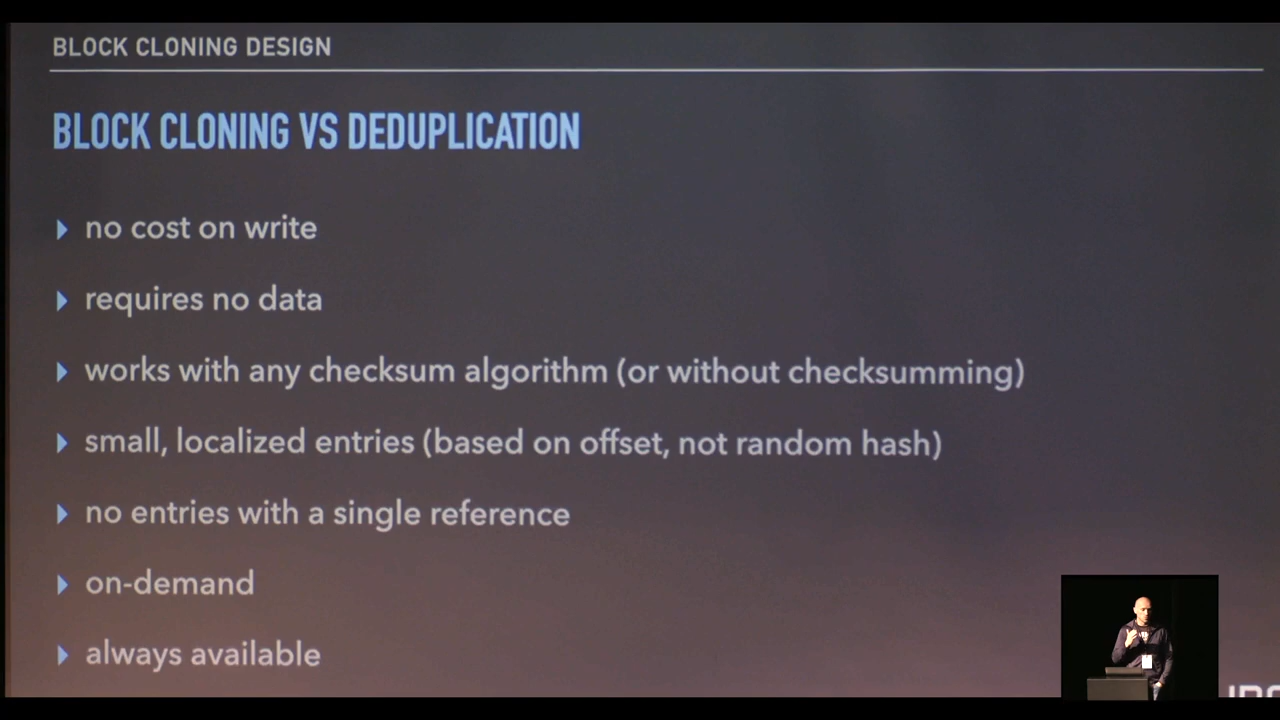 BLOCK CLONING DESIGN
BLOCK CLONING VS DEDUPLICATION
no cost on write
requires no data
works with any checksum algorithm (or without checksumming)
small, localized entries (based on offset, not random hash)
no entries with a single reference
on-demand
always available